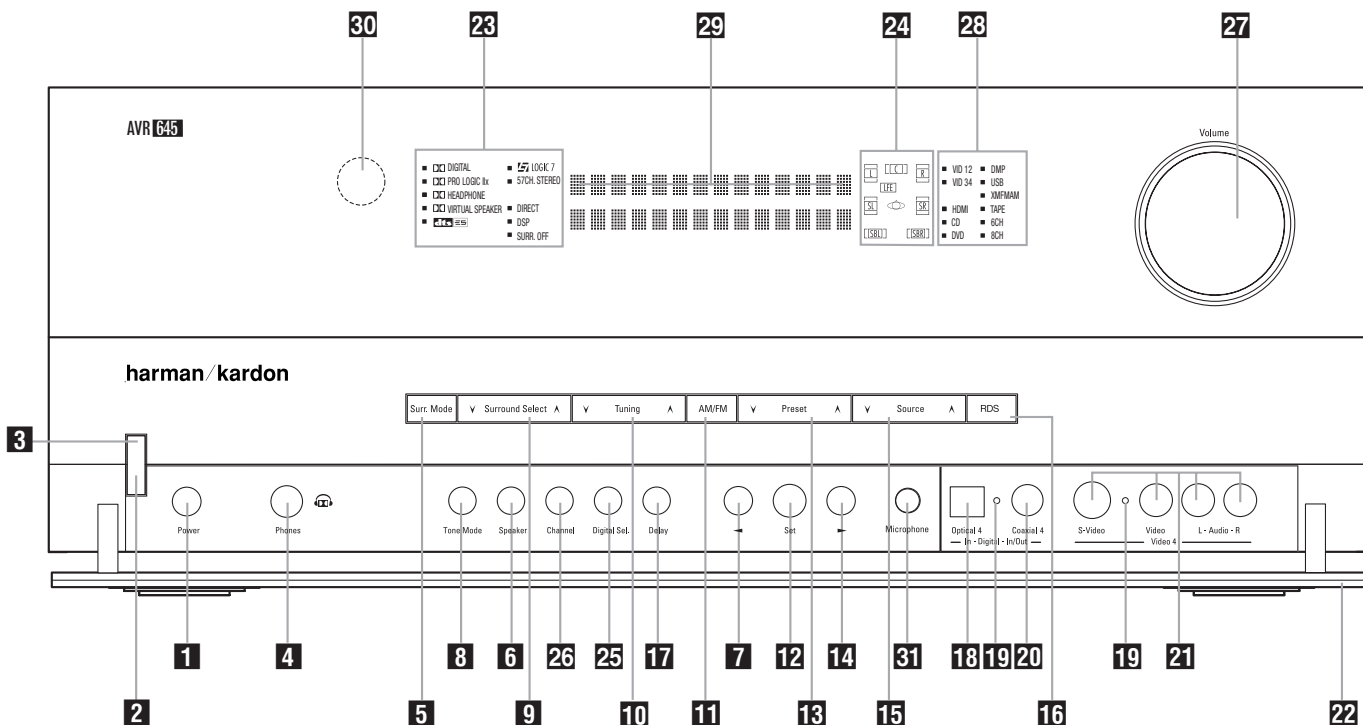 30 23 29 24 28 27
AVR 645
Volume
DIGITAL
PRO LOGIC IIx
HEADPHONE
VIRTUAL SPEAKER
dts ES
LOGIC 7
57CH. STEREO
DIRECT
DSP
SURR. OFF
L C R
LFE
SL SR
SBL SBR
VID 12 DMP
VID 34 USB
XMFMAM
HDMI TAPE
CD 6CH
DVD 8CH
harman/kardon
Surr. Mode Surround Select Tuning AM/FM Preset Source RDS
3
Power Phones Tone Mode Speaker Channel Digital Sel. Delay Set Microphone Optical 4 Coaxial 4 S-Video Video L - Audio - R
In - Digital - In/Out Video 4
1 4 8 6 26 25 17 7 12 14 31 18 19 20 19 21
2 5 9 10 11 13 15 16 22